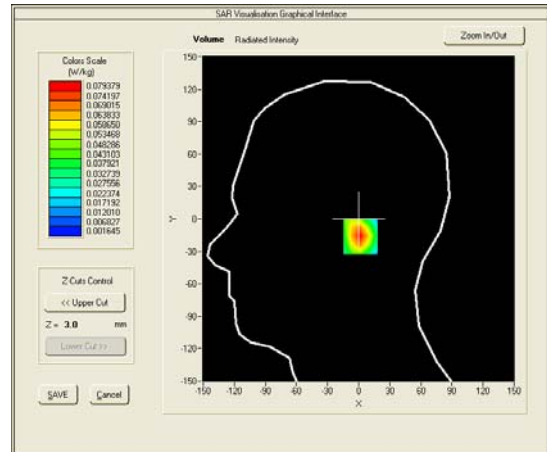 SAR Visualisation Graphical Interface
Volume Radiated Intensity
Zoom In/Out
Colors Scale
(W/kg)
0.079379
0.074197
0.069015
0.063833
0.058650
0.053468
0.048286
0.043103
0.037921
0.032739
0.027556
0.022374
0.017192
0.012010
0.006827
0.001645
Z Cuts Control
<< Upper Cut
Z = 3.0 mm
Lower Cut >>
SAVE Cancel
150
120
90
60
30
0
-30
-60
-90
-120
-150
Y
-150 -120 -90 -60 -30 0 30 60 90 120 150
X